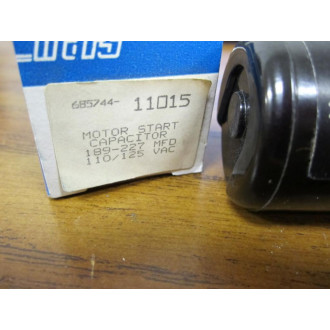 685744- 11015
MOTOR START
CAPACITOR
189-227 MFD
110/125 VAC